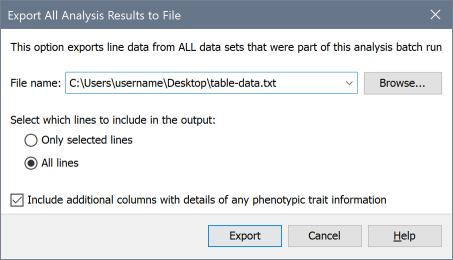 Export All Analysis Results to File
This option exports line data from ALL data sets that were part of this analysis batch run
File name: C:\Users\username\Desktop\table-data.txt Browse...
Select which lines to include in the output:
Only selected lines
All lines
Include additional columns with details of any phenotypic trait information
Export Cancel Help